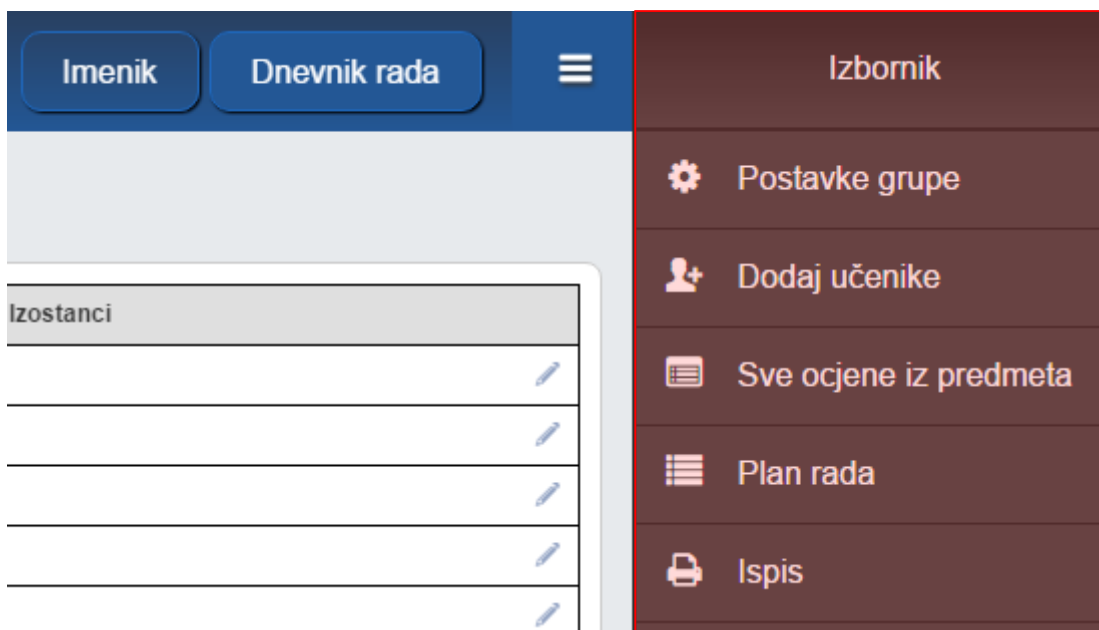 Imenik
Dnevnik rada
Izbornik
Postavke grupe
Dodaj učenike
Izostanci
Sve ocjene iz predmeta
Plan rada
Ispis